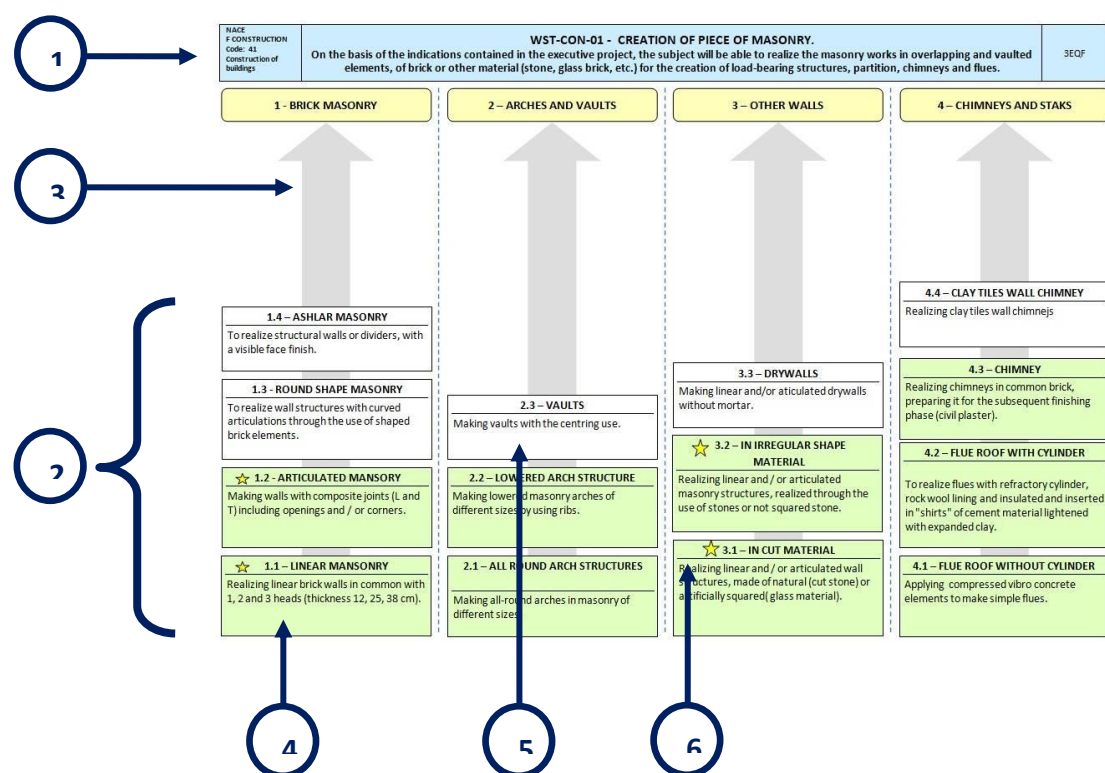 1
NACE
F CONSTRUCTION
Code: 41
Construction of
buildings
WST-CON-01 - CREATION OF PIECE OF MASONRY.
On the basis of the indications contained in the executive project, the subject will be able to realize the masonry works in overlapping and vaulted
elements, of brick or other material (stone, glass brick, etc.) for the creation of load-bearing structures, partition, chimneys and flues.
3EQF
1 - BRICK MASONRY
2 – ARCHES AND VAULTS
3 – OTHER WALLS
4 – CHIMNEYS AND STAKS
3
2
1.4 – ASHLAR MASONRY
To realize structural walls or dividers, with
a visible face finish.
1.3 - ROUND SHAPE MASONRY
To realize wall structures with curved
articulations through the use of shaped
brick elements.
1.2 - ARTICULATED MANSORY
Making walls with composite joints (L and
T) including openings and / or corners.
1.1 – LINEAR MANSONRY
Realizing linear brick walls in common with
1, 2 and 3 heads (thickness 12, 25, 38 cm).
2.3 – VAULTS
Making vaults with the centring use.
2.2 – LOWERED ARCH STRUCTURE
Making lowered masonry arches of
different sizes by using ribs.
2.1 – ALL ROUND ARCH STRUCTURES
Making all-round arches in masonry of
different sizes
3.3 – DRYWALLS
Making linear and/or aticulated drywalls
without mortar.
3.2 – IN IRREGULAR SHAPE
MATERIAL
Realizing linear and / or articulated
masonry structures, realized through the
use of stones or not squared stone.
3.1 – IN CUT MATERIAL
Realizing linear and / or articulated wall
structures, made of natural (cut stone) or
artificially squared( glass material).
4.4 – CLAY TILES WALL CHIMNEY
Realizing clay tiles wall chimnejs
4.3 – CHIMNEY
Realizing chimneys in common brick,
preparing it for the subsequent finishing
phase (civil plaster).
4.2 – FLUE ROOF WITH CYLINDER
To realize flues with refractory cylinder,
rock wool lining and insulated and inserted
in "shirts" of cement material lightened
with expanded clay.
4.1 – FLUE ROOF WITHOUT CYLINDER
Applying compressed vibro concrete
elements to make simple flues.
4
5
6